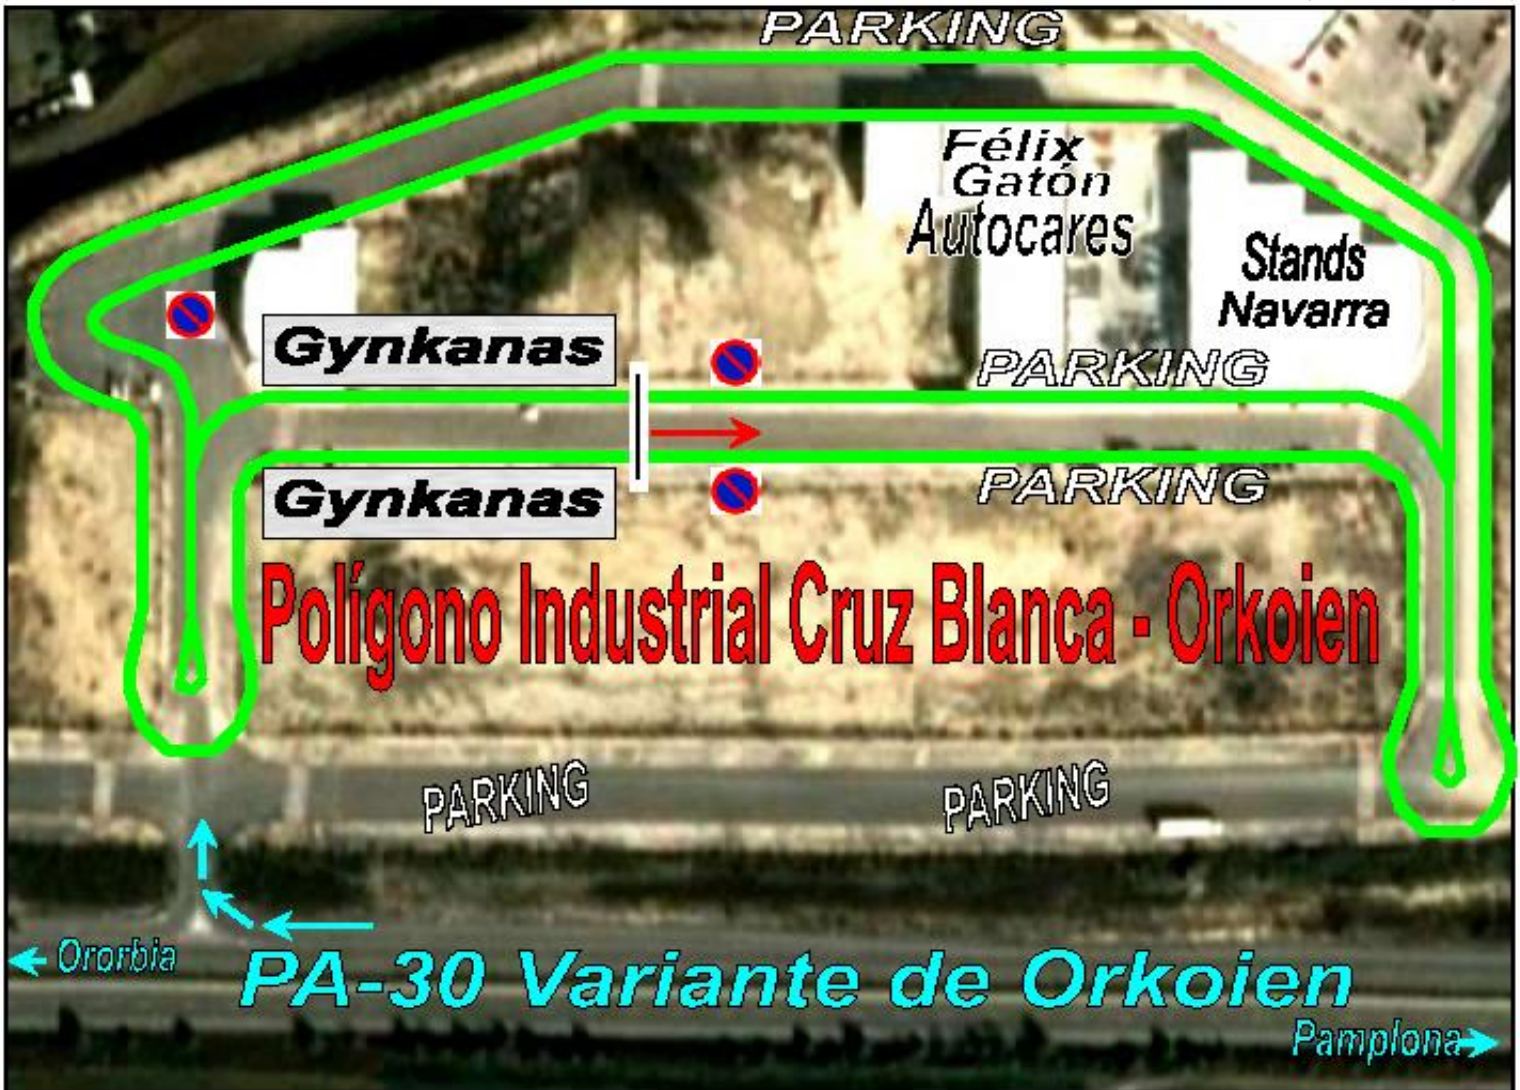 PARKING
Félix
Gatón
Autocares
Stands
Navarra
Gynkanas
PARKING
Gynkanas
PARKING
Polígono Industrial Cruz Blanca - Orkoien
PARKING
PARKING
Ororbia
PA-30 Variante de Orkoien
Pamplona